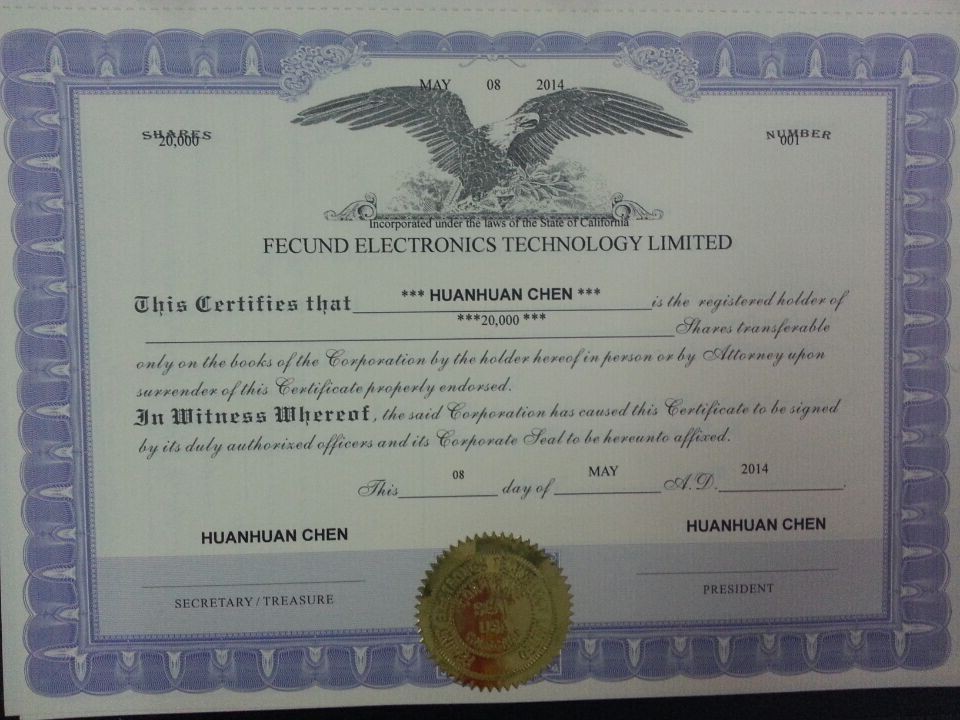 MAY 08 2014
SHARES
20,000
NUMBER
001
Incorporated under the laws of the State of California
FECUND ELECTRONICS TECHNOLOGY LIMITED
This Certifies that *** HUANHUAN CHEN *** is the registered holder of
***20,000 *** Shares transferable
only on the books of the Corporation by the holder hereof in person or by Attorney upon
surrender of this Certificate properly endorsed.
In Witness Whereof, the said Corporation has caused this Certificate to be signed
by its duly authorized officers and its Corporate Seal to be hereunto affixed.
This 08 day of MAY A.D. 2014.
HUANHUAN CHEN
HUANHUAN CHEN
SECRETARY / TREASURE
PRESIDENT
USA